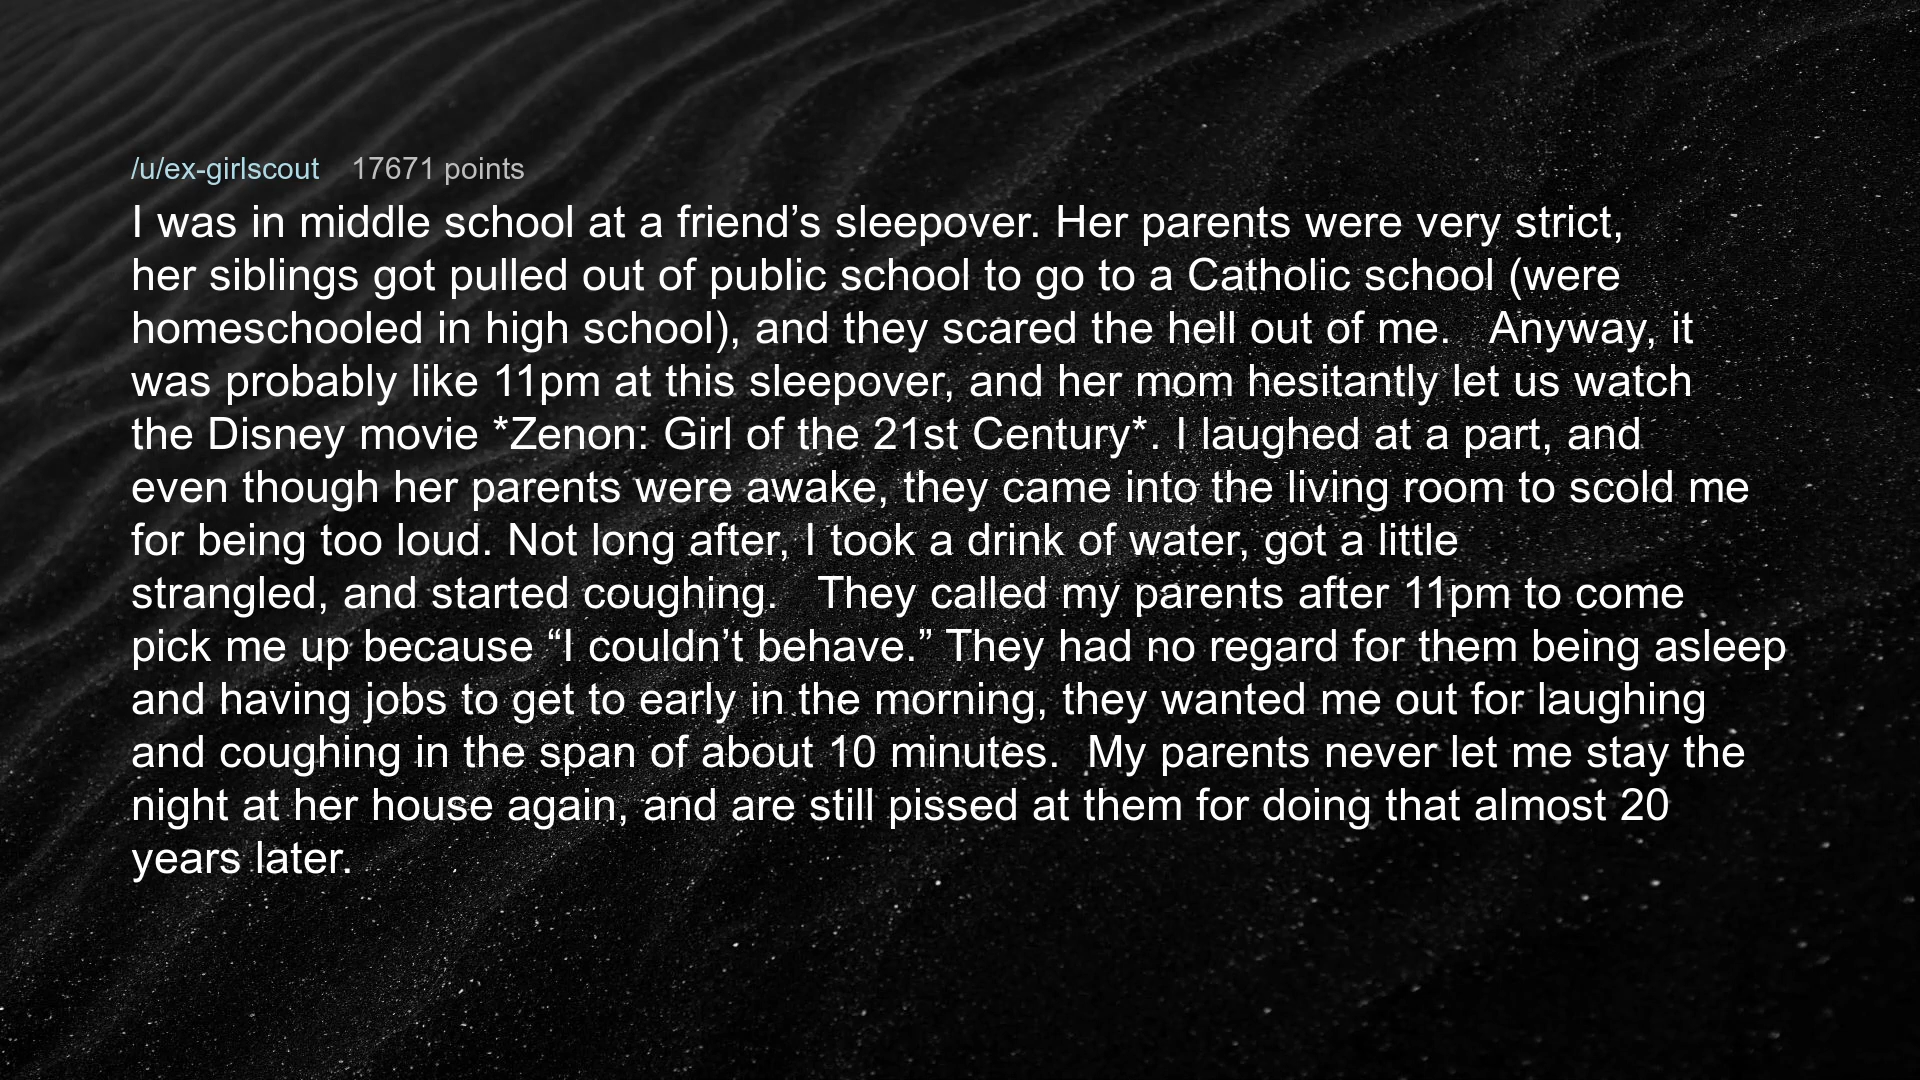 /u/ex-girlscout 17671 points
I was in middle school at a friend’s sleepover. Her parents were very strict,
her siblings got pulled out of public school to go to a Catholic school (were
homeschooled in high school), and they scared the hell out of me.   Anyway, it
was probably like 11pm at this sleepover, and her mom hesitantly let us watch
the Disney movie *Zenon: Girl of the 21st Century*. I laughed at a part, and
even though her parents were awake, they came into the living room to scold me
for being too loud. Not long after, I took a drink of water, got a little
strangled, and started coughing.   They called my parents after 11pm to come
pick me up because “I couldn’t behave.” They had no regard for them being asleep
and having jobs to get to early in the morning, they wanted me out for laughing
and coughing in the span of about 10 minutes.  My parents never let me stay the
night at her house again, and are still pissed at them for doing that almost 20
years later.